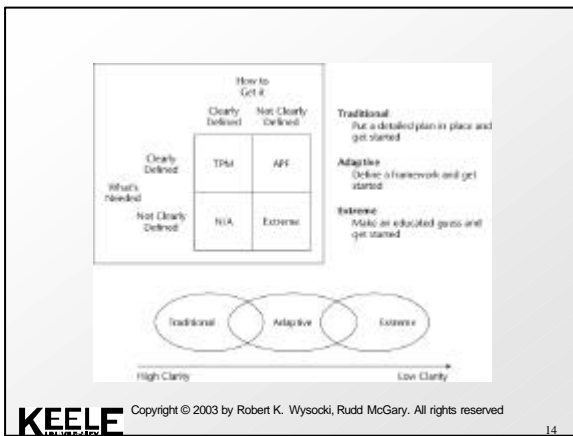 How to
Get it
Clearly
Defined
Not Clearly
Defined
What's
Needed
Clearly
Defined
TPM
APF
Not Clearly
Defined
N/A
Extreme
Traditional
Put a detailed plan in place and
get started
Adaptive
Define a framework and get
started
Extreme
Make an educated guess and
get started
Traditional
Adaptive
Extreme
High Clarity
Low Clarity
KEELE
UNIVERSITY
Copyright © 2003 by Robert K. Wysocki, Rudd McGary. All rights reserved
14